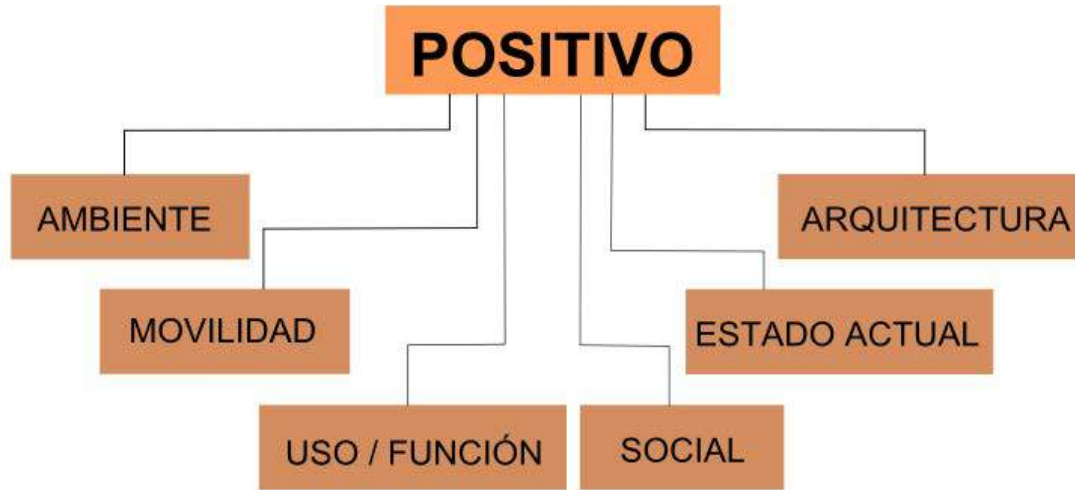 POSITIVO
AMBIENTE
ARQUITECTURA
MOVILIDAD
ESTADO ACTUAL
USO / FUNCIÓN
SOCIAL